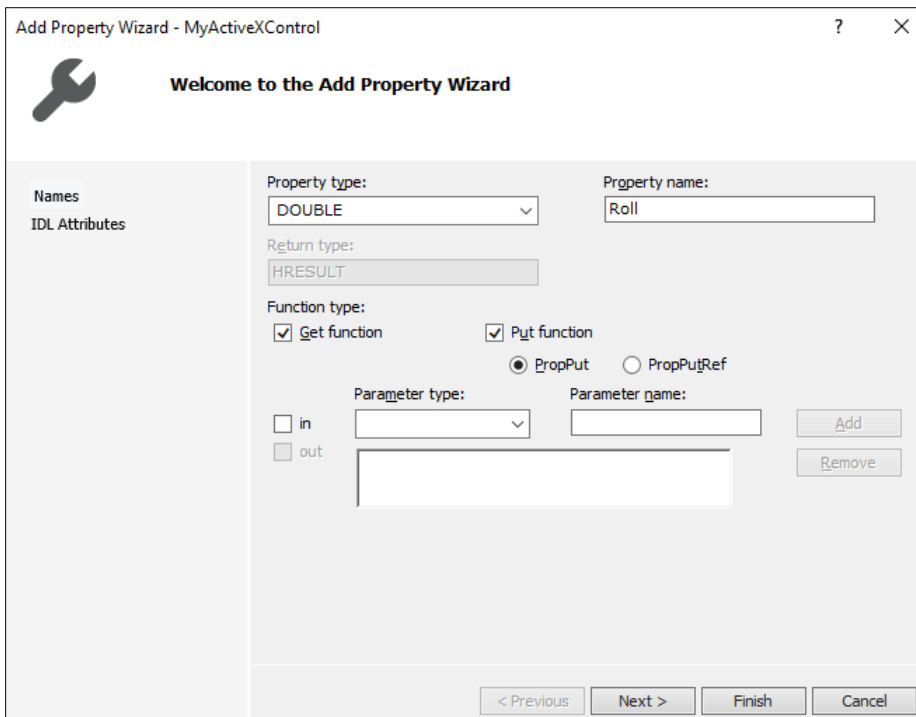 Add Property Wizard - MyActiveXControl ?
Welcome to the Add Property Wizard
Names
IDL Attributes
Property type: Property name:
DOUBLE Roll
Return type:
HRESULT
Function type:
Get function Put function
PropPut PropPutRef
Parameter type: Parameter name:
in Add
out Remove
< Previous Next > Finish Cancel